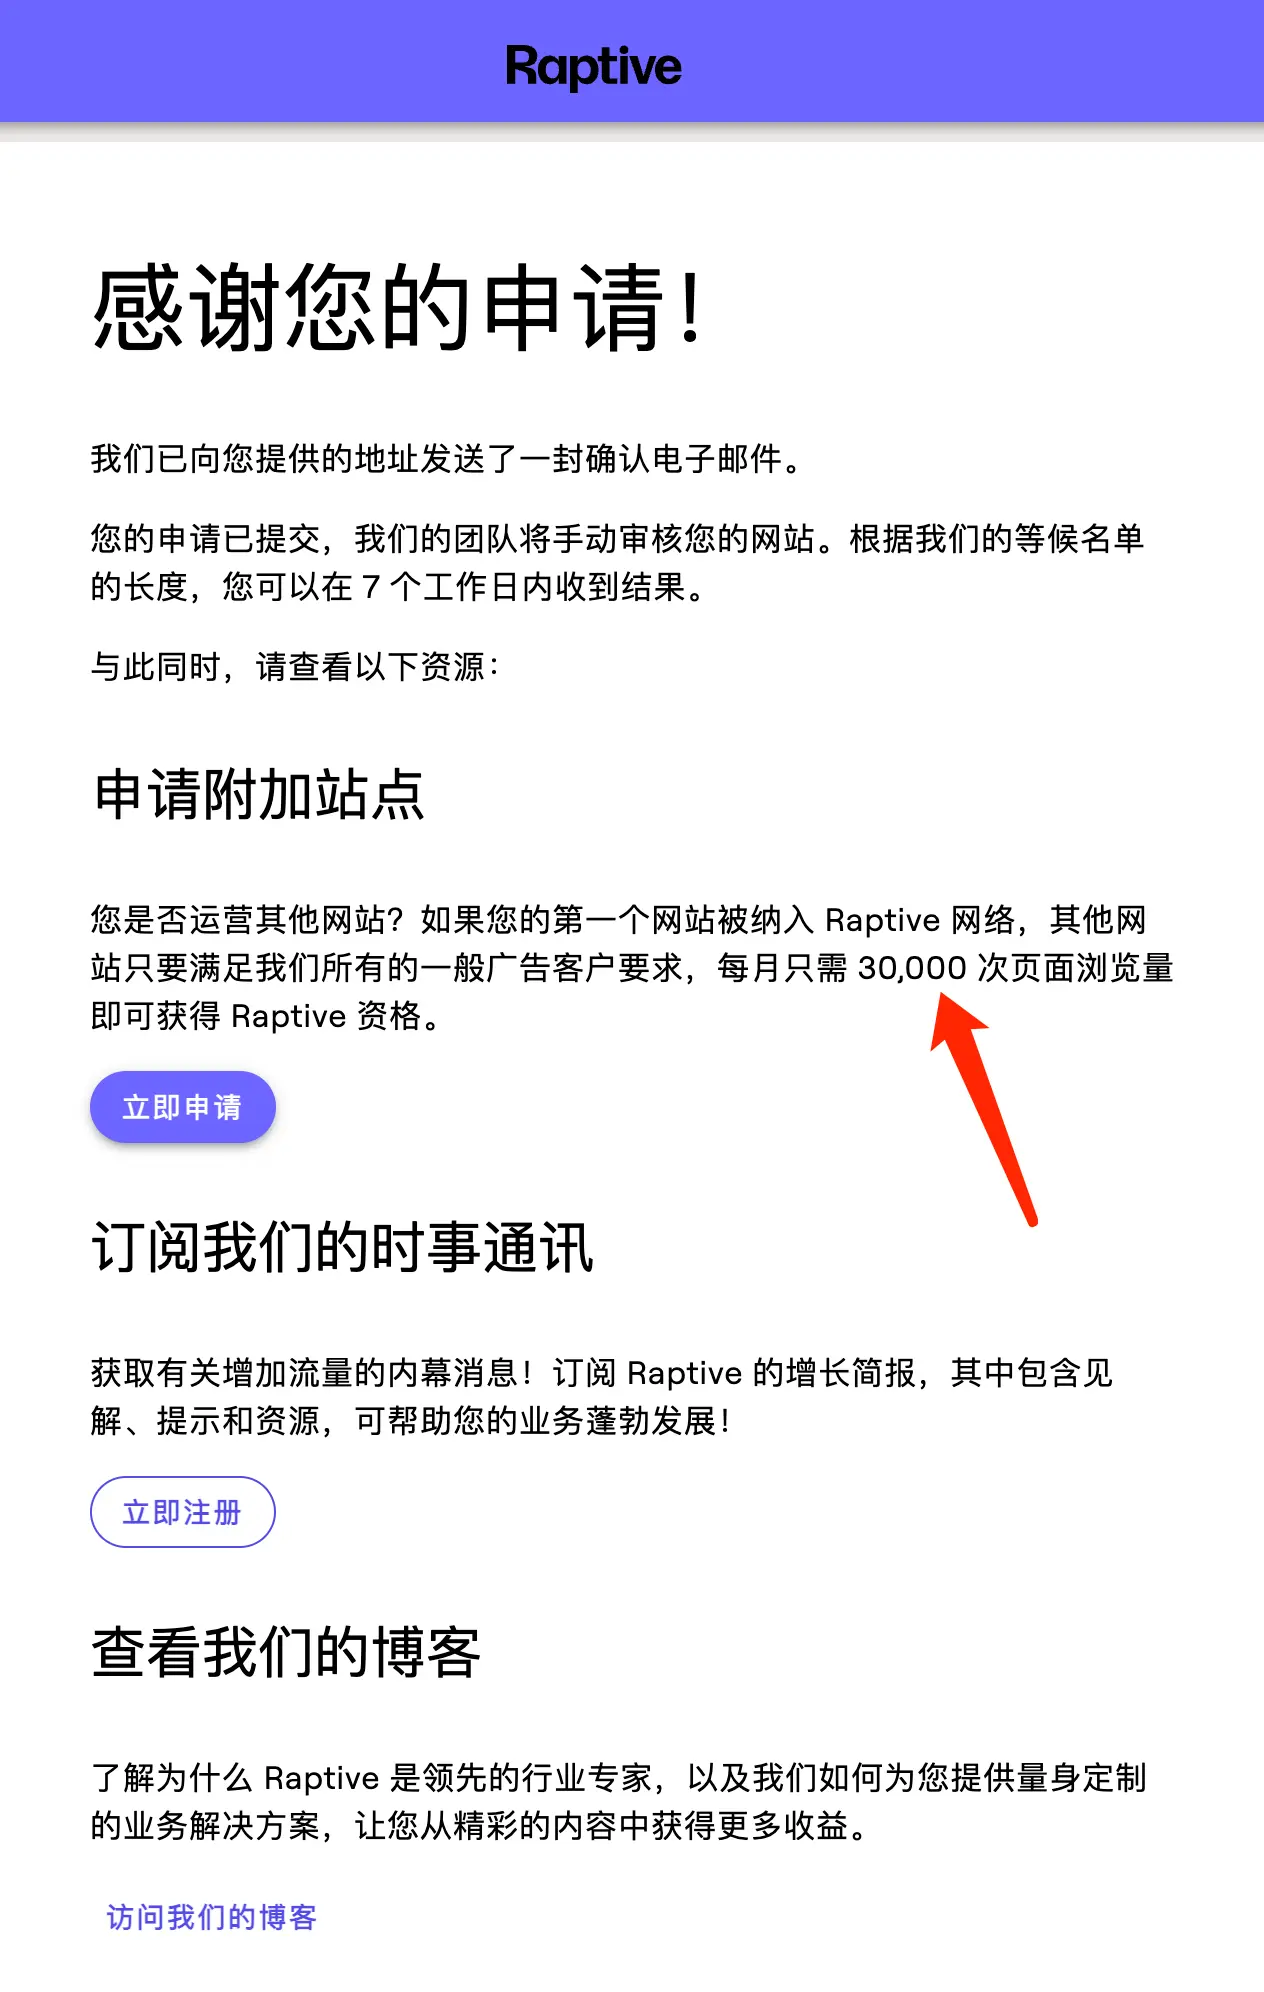 Raptive
感谢您的申请！
我们已向您提供的地址发送了一封确认电子邮件。
您的申请已提交，我们的团队将手动审核您的网站。根据我们的等候名单
的长度，您可以在 7 个工作日内收到结果。
与此同时，请查看以下资源：
申请附加站点
您是否运营其他网站？如果您的第一个网站被纳入 Raptive 网络，其他网
站只要满足我们所有的一般广告客户要求，每月只需 30,000 次页面浏览量
即可获得 Raptive 资格。
立即申请
订阅我们的时事通讯
获取有关增加流量的内幕消息！订阅 Raptive 的增长简报，其中包含见
解、提示和资源，可帮助您的业务蓬勃发展！
立即注册
查看我们的博客
了解为什么 Raptive 是领先的行业专家，以及我们如何为您提供量身定制
的业务解决方案，让您从精彩的内容中获得更多收益。
访问我们的博客